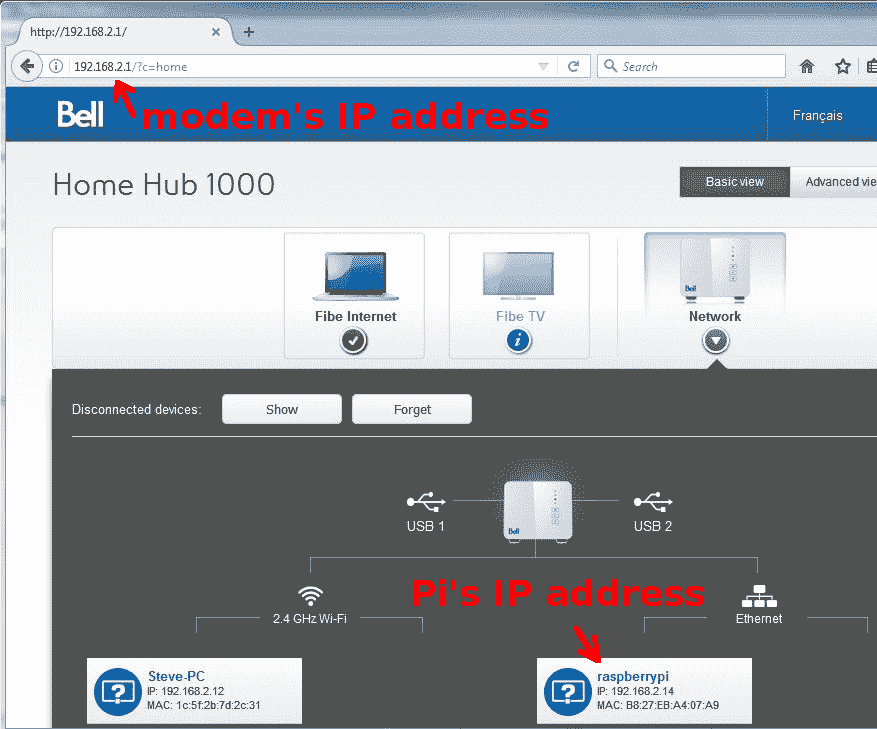 http://192.168.2.1/
192.168.2.1/?c=home
Search
Bell
modem's IP address
Français
Home Hub 1000
Basic view
Advanced vie
Fibe Internet
Fibe TV
Network
Disconnected devices:
Show
Forget
Bell
USB 1
USB 2
Pi's IP address
2.4 GHz Wi-Fi
Ethernet
Steve-PC
IP: 192.168.2.12
MAC: 1c:5f:2b:7d:2c:31
raspberrypi
IP: 192.168.2.14
MAC: B8:27:EB:A4:07:A9